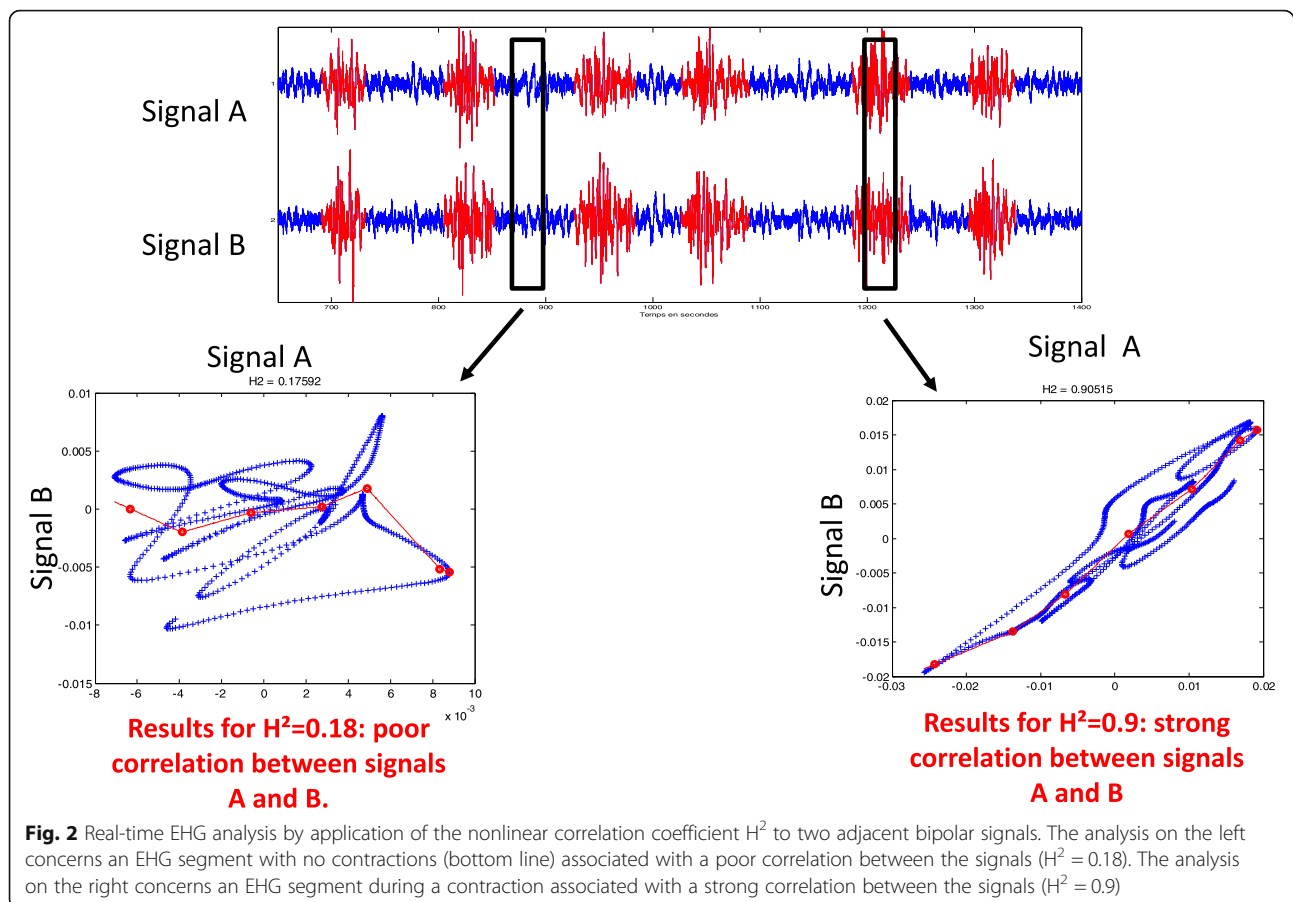 Signal A
Signal B
1
2
700 800 900 1000 1100 1200 1300 1400
Temps en secondes
Signal A
H2 = 0.17592
Signal B
0.01
0.005
0
-0.005
-0.01
-0.015
-8 -6 -4 -2 0 2 4 6 8 10
x 10⁻³
Results for H²=0.18: poor
correlation between signals
A and B.
Signal A
H2 = 0.90515
Signal B
0.02
0.015
0.01
0.005
0
-0.005
-0.01
-0.015
-0.02
-0.03 -0.02 -0.01 0 0.01 0.02
Results for H²=0.9: strong
correlation between signals
A and B
Fig. 2 Real-time EHG analysis by application of the nonlinear correlation coefficient H² to two adjacent bipolar signals. The analysis on the left
concerns an EHG segment with no contractions (bottom line) associated with a poor correlation between the signals (H² = 0.18). The analysis
on the right concerns an EHG segment during a contraction associated with a strong correlation between the signals (H² = 0.9)